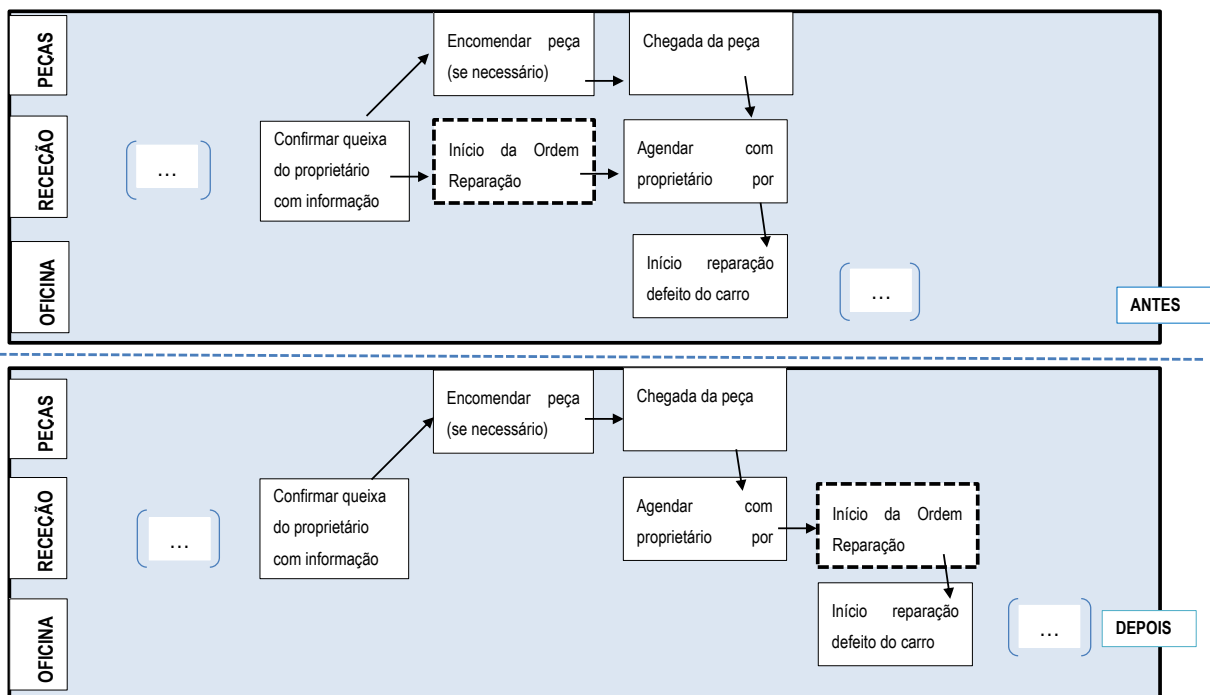 PEÇAS
Encomendar peça
(se necessário)
Chegada da peça
RECEÇÃO
...
Confirmar queixa
do proprietário
com informação
Início da Ordem
Reparação
Agendar com
proprietário por
OFICINA
Início reparação
defeito do carro
...
ANTES
PEÇAS
Encomendar peça
(se necessário)
Chegada da peça
RECEÇÃO
...
Confirmar queixa
do proprietário
com informação
Agendar com
proprietário por
Início da Ordem
Reparação
OFICINA
Início reparação
defeito do carro
...
DEPOIS